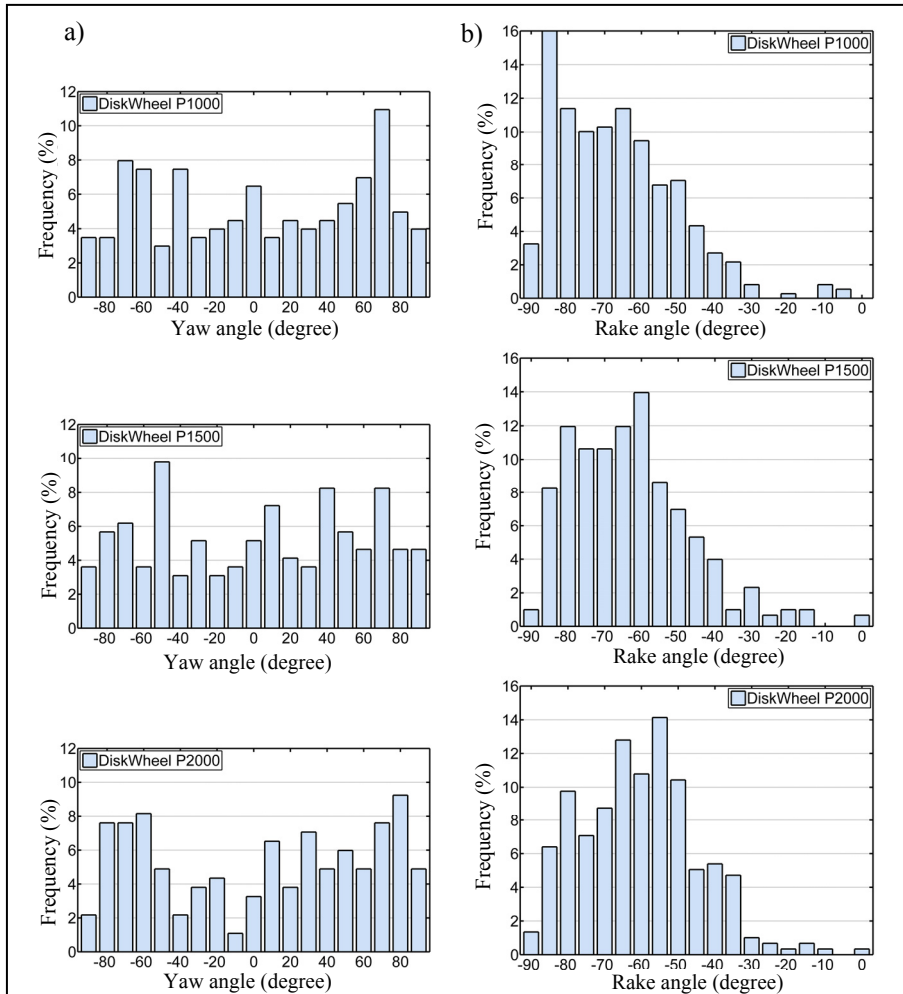 a)
DiskWheel P1000
12
10
8
6
4
2
0
Frequency (%)
-80 -60 -40 -20 0 20 40 60 80
Yaw angle (degree)
DiskWheel P1500
12
10
8
6
4
2
0
Frequency (%)
-80 -60 -40 -20 0 20 40 60 80
Yaw angle (degree)
DiskWheel P2000
12
10
8
6
4
2
0
Frequency (%)
-80 -60 -40 -20 0 20 40 60 80
Yaw angle (degree)
b)
DiskWheel P1000
16
14
12
10
8
6
4
2
0
Frequency (%)
-90 -80 -70 -60 -50 -40 -30 -20 -10 0
Rake angle (degree)
DiskWheel P1500
16
14
12
10
8
6
4
2
0
Frequency (%)
-90 -80 -70 -60 -50 -40 -30 -20 -10 0
Rake angle (degree)
DiskWheel P2000
16
14
12
10
8
6
4
2
0
Frequency (%)
-90 -80 -70 -60 -50 -40 -30 -20 -10 0
Rake angle (degree)